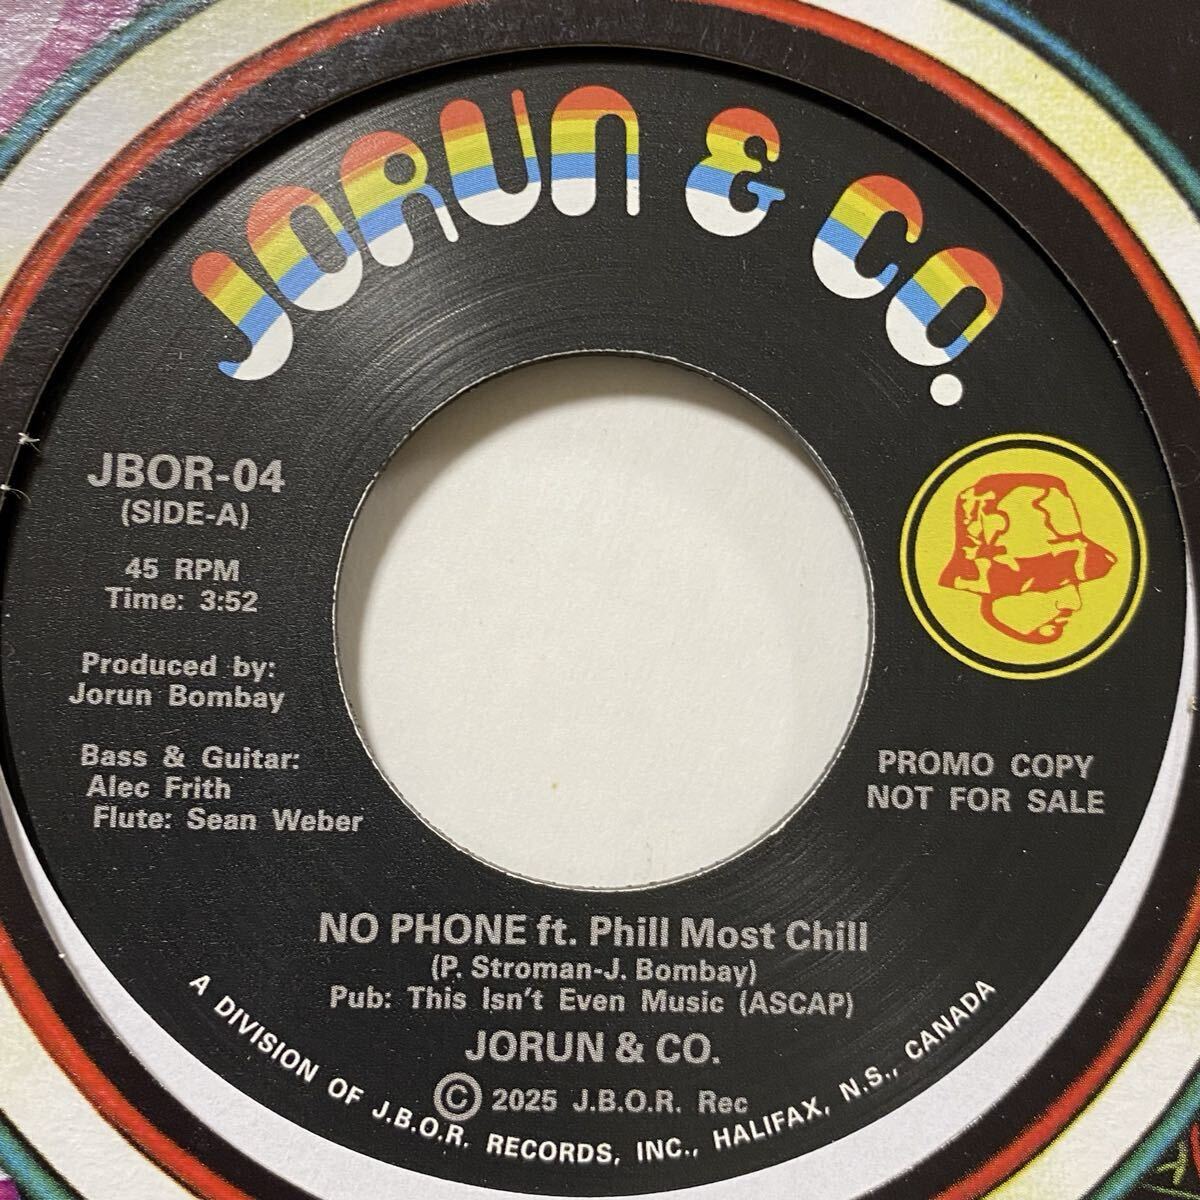 JORUN & CO.
JBOR-04
(SIDE-A)
45 RPM
Time: 3:52
Produced by:
Jorun Bombay
Bass & Guitar:
Alec Frith
Flute: Sean Weber
PROMO COPY
NOT FOR SALE
NO PHONE ft. Phill Most Chill
(P. Stroman-J. Bombay)
Pub: This Isn't Even Music (ASCAP)
JORUN & CO.
© 2025 J.B.O.R. Rec
A DIVISION OF J.B.O.R. RECORDS, INC., HALIFAX, N.S., CANADA